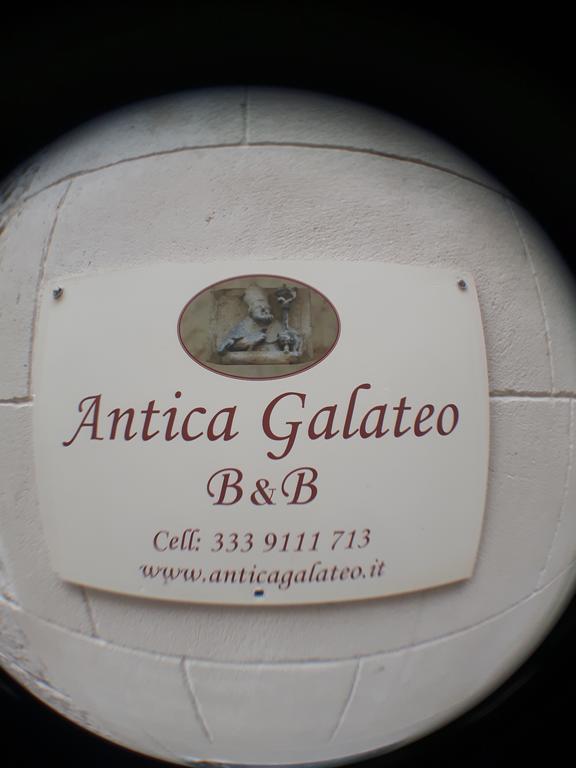 Antica Galateo
B&B
Cell: 333 9111 713
www.anticagalateo.it